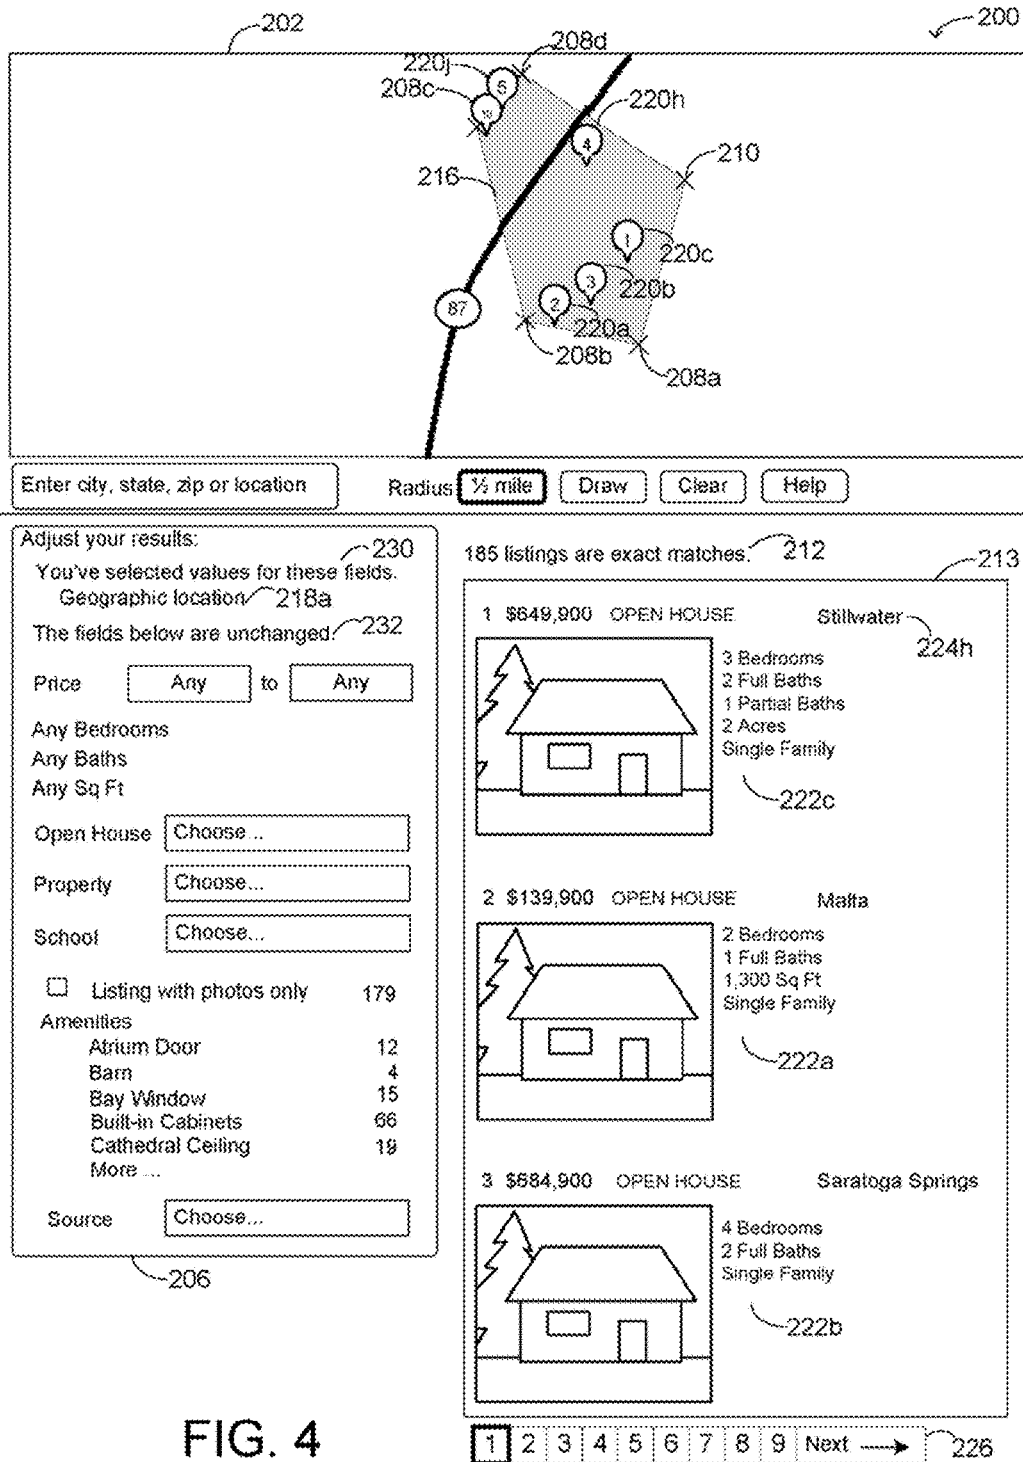 202
200
208d
220j
5
208c
220h
4
210
216
1
220c
3
220b
87
2
220a
208b
208a
Enter city, state, zip or location
Radius ½ mile Draw Clear Help
Adjust your results:
230
You've selected values for these fields.
Geographic location 218a
The fields below are unchanged. 232
Price Any to Any
Any Bedrooms
Any Baths
Any Sq Ft
Open House Choose...
Property Choose...
School Choose...
Listing with photos only 179
Amenities
Atrium Door 12
Barn 4
Bay Window 15
Built-in Cabinets 66
Cathedral Ceiling 19
More ...
Source Choose...
206
185 listings are exact matches. 212
213
1 $649,900 OPEN HOUSE Stillwater
224h
3 Bedrooms
2 Full Baths
1 Partial Baths
2 Acres
Single Family
222c
2 $139,900 OPEN HOUSE Malta
2 Bedrooms
1 Full Baths
1,300 Sq Ft
Single Family
222a
3 $684,900 OPEN HOUSE Saratoga Springs
4 Bedrooms
2 Full Baths
Single Family
222b
FIG. 4
1 2 3 4 5 6 7 8 9 Next
226